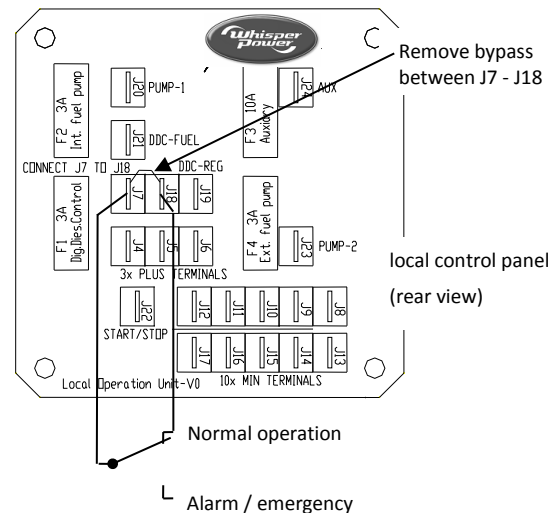 Whisper
Power
Remove bypass
between J7 - J18
F2 3A
Int. fuel pump
J20
PUMP-1
F3 10A
Auxiary
J24
AUX
J21
DDC-FUEL
CONNECT J7 TO J18
DDC-REG
F1 3A
Dig.Dies.Control
J7
J18
J19
F4 3A
Ext. fuel pump
J4
J5
J6
J23
PUMP-2
3x PLUS TERMINALS
local control panel
(rear view)
J22
START/STOP
J12
J11
J10
J9
J8
J17
J16
J15
J14
J13
Local Operation Unit-V0
10x MIN TERMINALS
Normal operation
Alarm / emergency